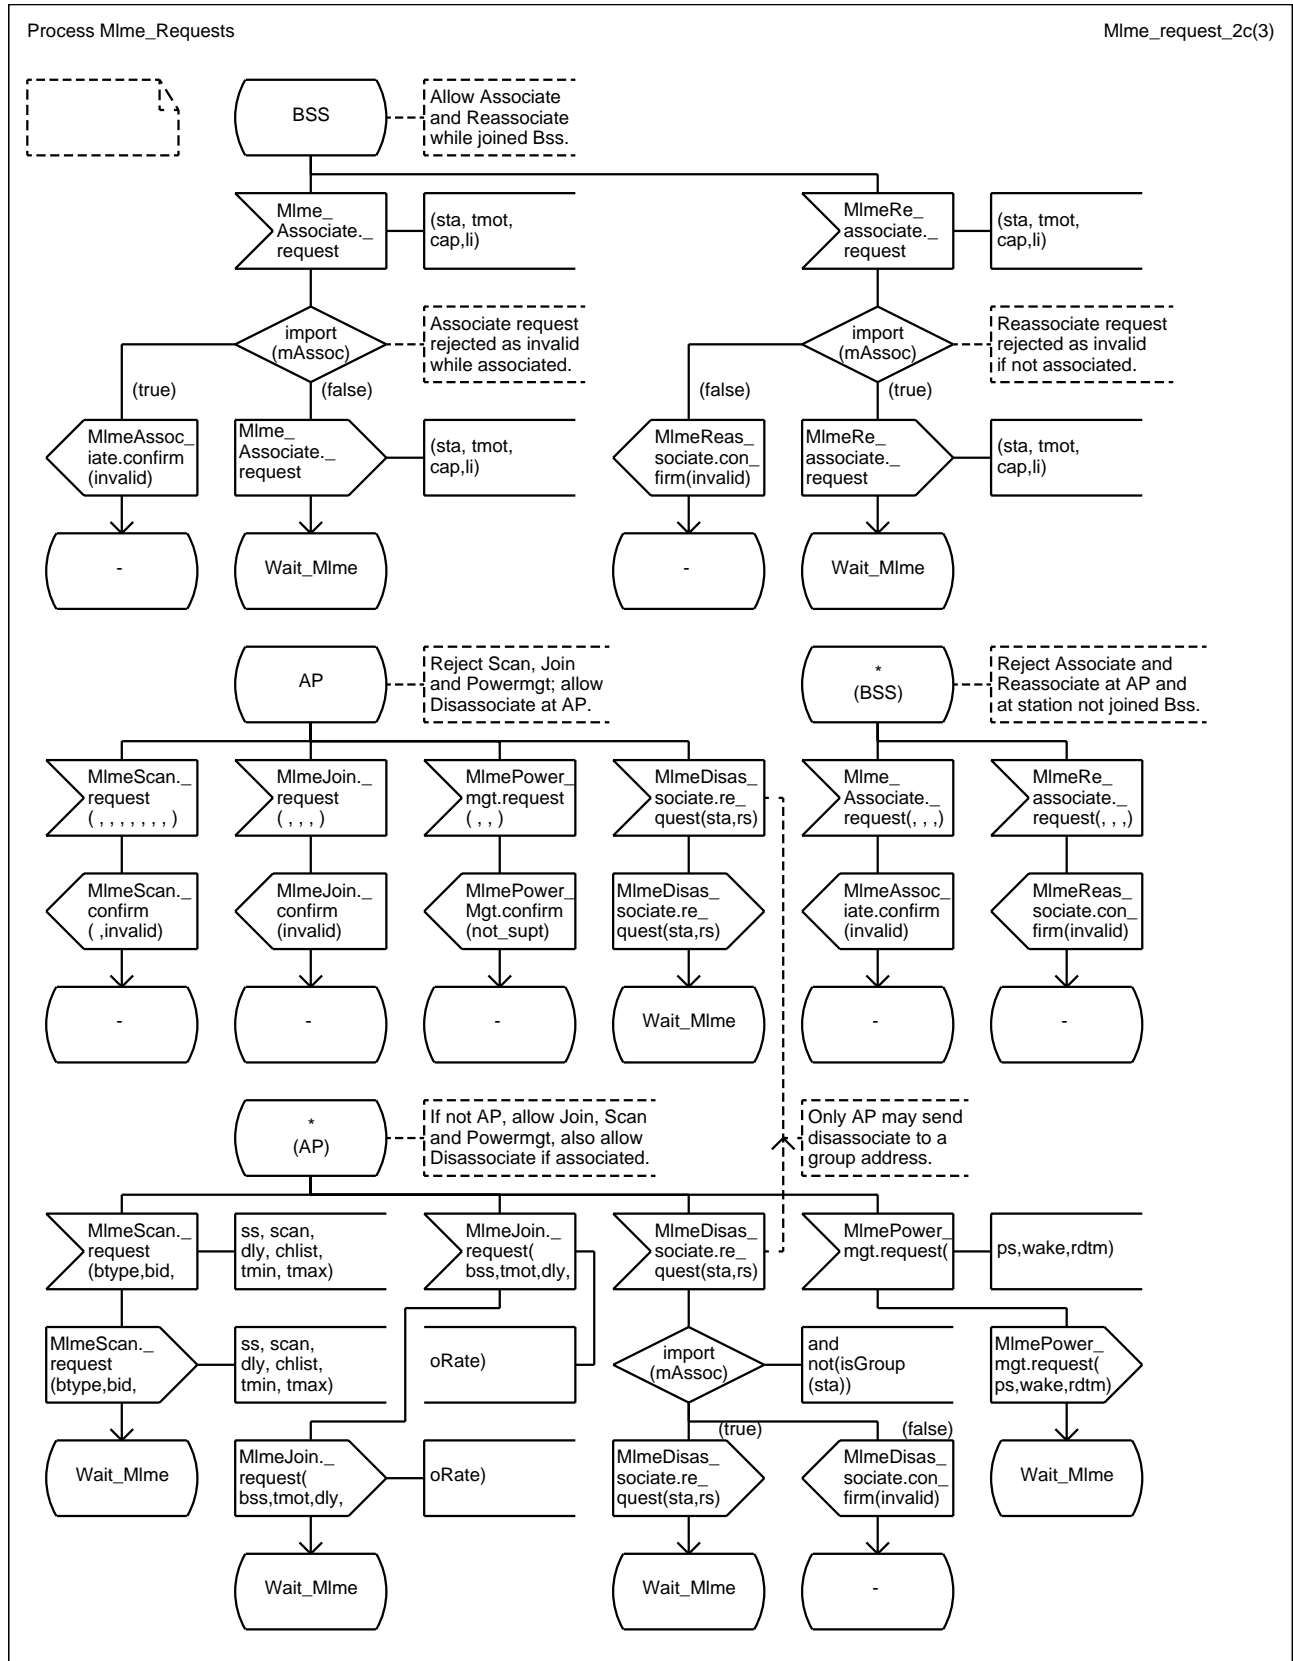 Process Mlme_Requests
Mlme_request_2c(3)
BSS
Allow Associate
and Reassociate
while joined Bss.
Mlme_
Associate._
request
(sta, tmot,
cap,li)
MlmeRe_
associate._
request
(sta, tmot,
cap,li)
import
(mAssoc)
Associate request
rejected as invalid
while associated.
import
(mAssoc)
Reassociate request
rejected as invalid
if not associated.
(true)
(false)
(false)
(true)
MlmeAssoc_
iate.confirm
(invalid)
Mlme_
Associate._
request
(sta, tmot,
cap,li)
MlmeReas_
sociate.con_
firm(invalid)
MlmeRe_
associate._
request
(sta, tmot,
cap,li)
-
Wait_Mlme
-
Wait_Mlme
AP
Reject Scan, Join
and Powermgt; allow
Disassociate at AP.
*
(BSS)
Reject Associate and
Reassociate at AP and
at station not joined Bss.
MlmeScan._
request
( , , , , , , , )
MlmeJoin._
request
( , , , )
MlmePower_
mgt.request
( , , )
MlmeDisas_
sociate.re_
quest(sta,rs)
Mlme_
Associate._
request(, , ,)
MlmeRe_
associate._
request(, , ,)
MlmeScan._
confirm
( ,invalid)
MlmeJoin._
confirm
(invalid)
MlmePower_
Mgt.confirm
(not_supt)
MlmeDisas_
sociate.re_
quest(sta,rs)
MlmeAssoc_
iate.confirm
(invalid)
MlmeReas_
sociate.con_
firm(invalid)
-
-
-
Wait_Mlme
-
-
*
(AP)
If not AP, allow Join, Scan
and Powermgt, also allow
Disassociate if associated.
Only AP may send
disassociate to a
group address.
MlmeScan._
request
(btype,bid,
ss, scan,
dly, chlist,
tmin, tmax)
MlmeJoin._
request(
bss,tmot,dly,
MlmeDisas_
sociate.re_
quest(sta,rs)
MlmePower_
mgt.request(
ps,wake,rdtm)
MlmeScan._
request
(btype,bid,
ss, scan,
dly, chlist,
tmin, tmax)
oRate)
import
(mAssoc)
and
not(isGroup
(sta))
MlmePower_
mgt.request(
ps,wake,rdtm)
(true)
(false)
Wait_Mlme
MlmeJoin._
request(
bss,tmot,dly,
oRate)
MlmeDisas_
sociate.re_
quest(sta,rs)
MlmeDisas_
sociate.con_
firm(invalid)
Wait_Mlme
Wait_Mlme
Wait_Mlme
-